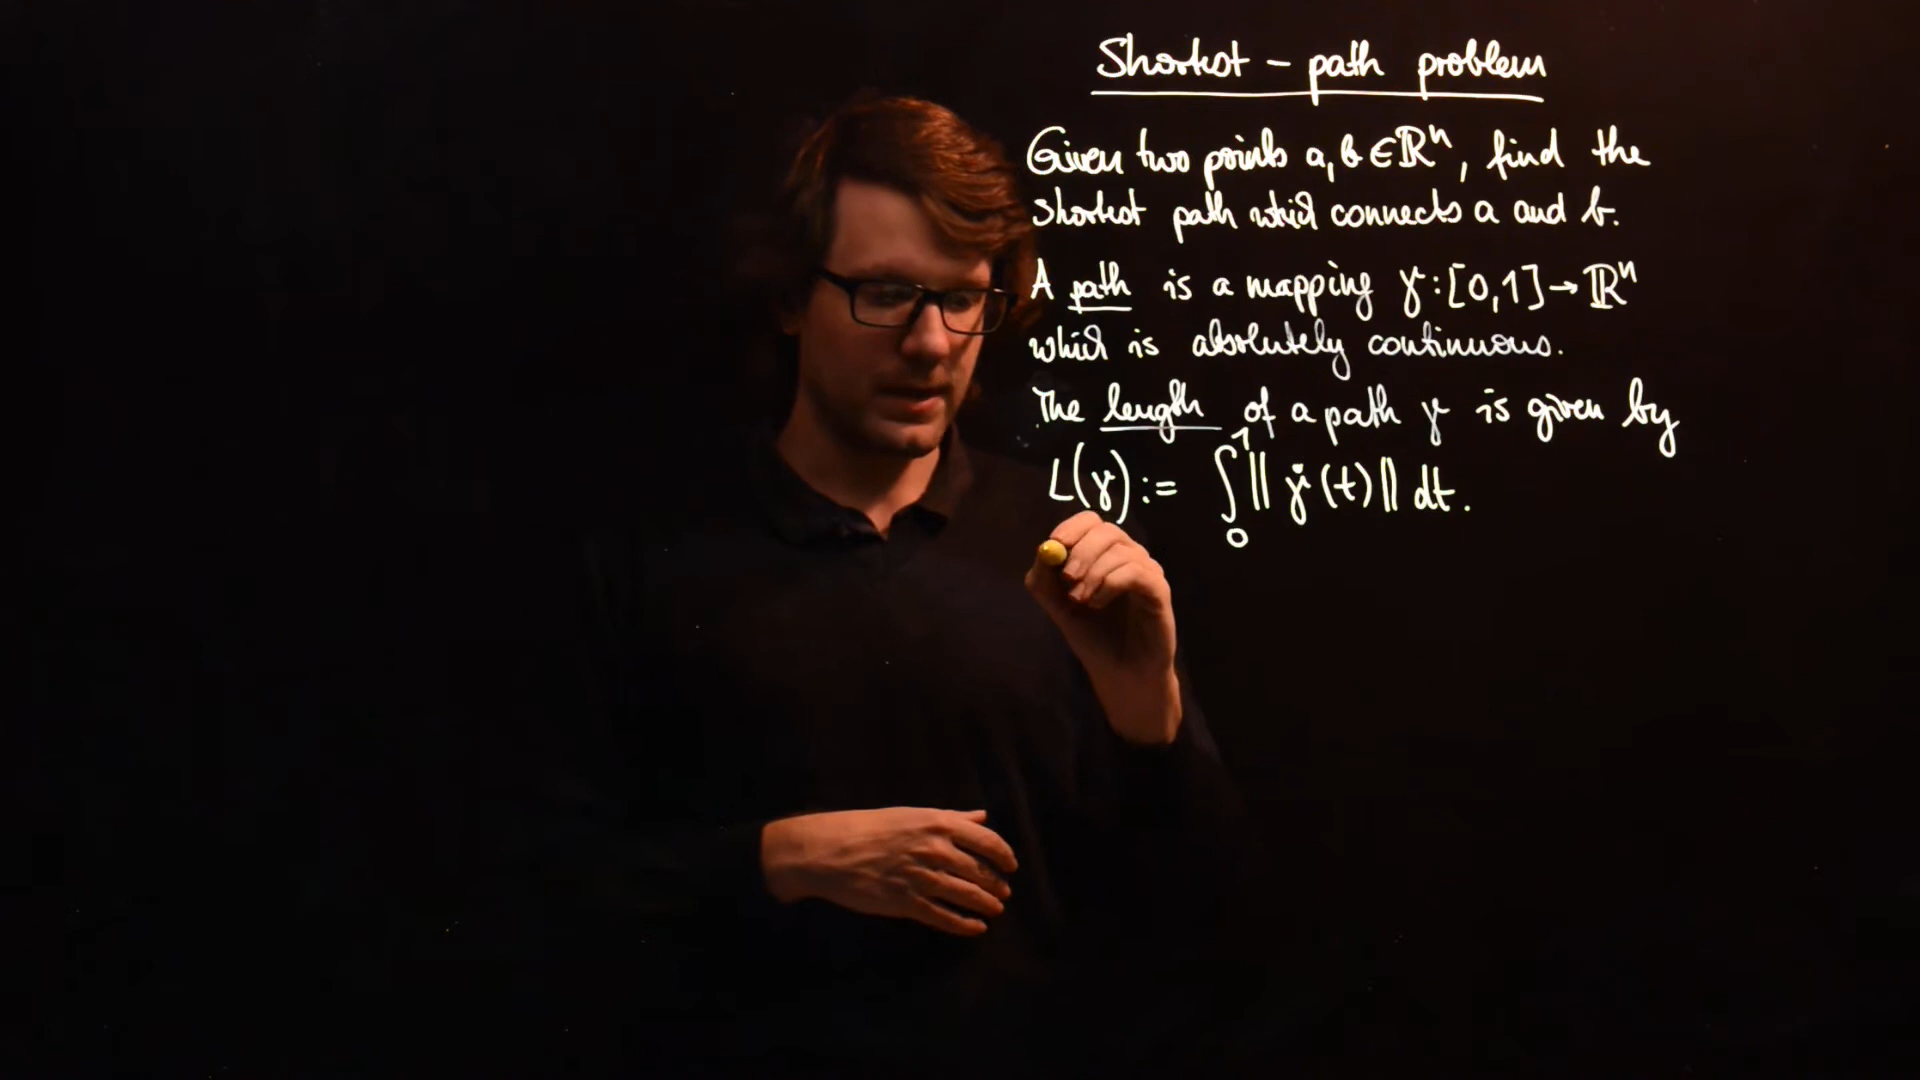 Shortest - path problem
Given two points a, b ∈ ℝⁿ, find the
shortest path which connects a and b.
A path is a mapping γ : [0,1] → ℝⁿ
which is absolutely continuous.
The length of a path γ is given by
L(γ) := ∫₀¹ ‖ γ̇(t) ‖ dt.